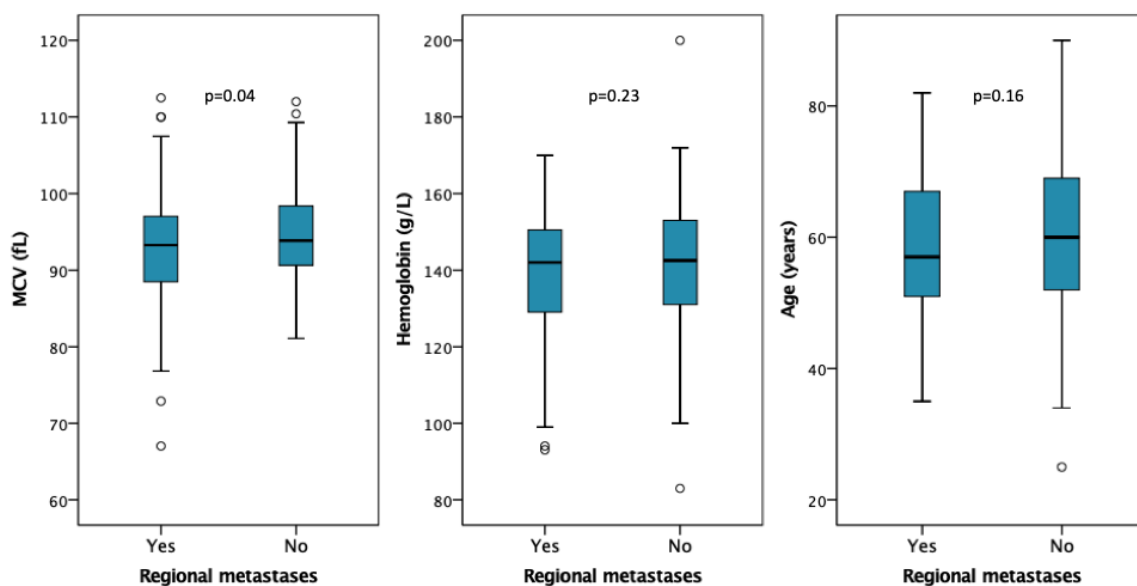 MCV (fL)
120
110
100
90
80
70
60
p=0.04
Yes
No
Regional metastases
Hemoglobin (g/L)
200
180
160
140
120
100
80
p=0.23
Yes
No
Regional metastases
Age (years)
80
60
40
20
p=0.16
Yes
No
Regional metastases